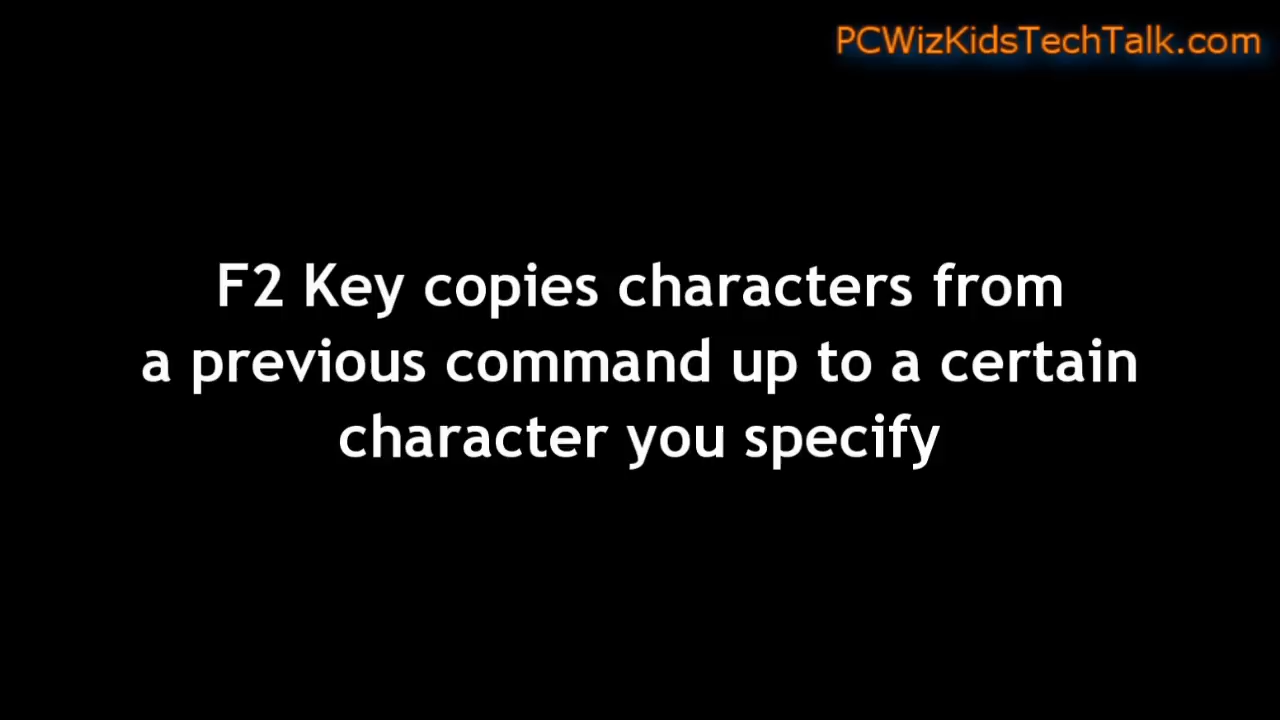 PCWizKidsTechTalk.com
F2 Key copies characters from
a previous command up to a certain
character you specify